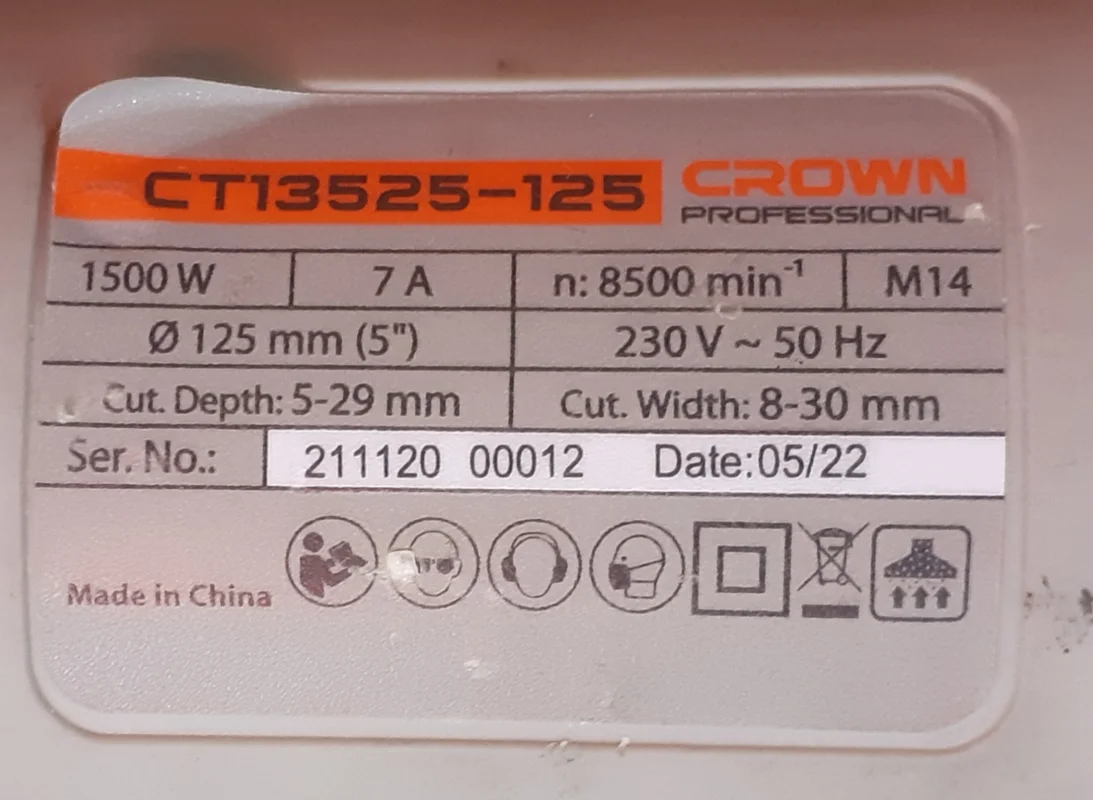 CT13525-125 CROWN
PROFESSIONAL
1500 W 7 A n: 8500 min⁻¹ M14
Ø 125 mm (5") 230 V ~ 50 Hz
Cut. Depth: 5-29 mm Cut. Width: 8-30 mm
Ser. No.: 211120 00012 Date:05/22
Made in China